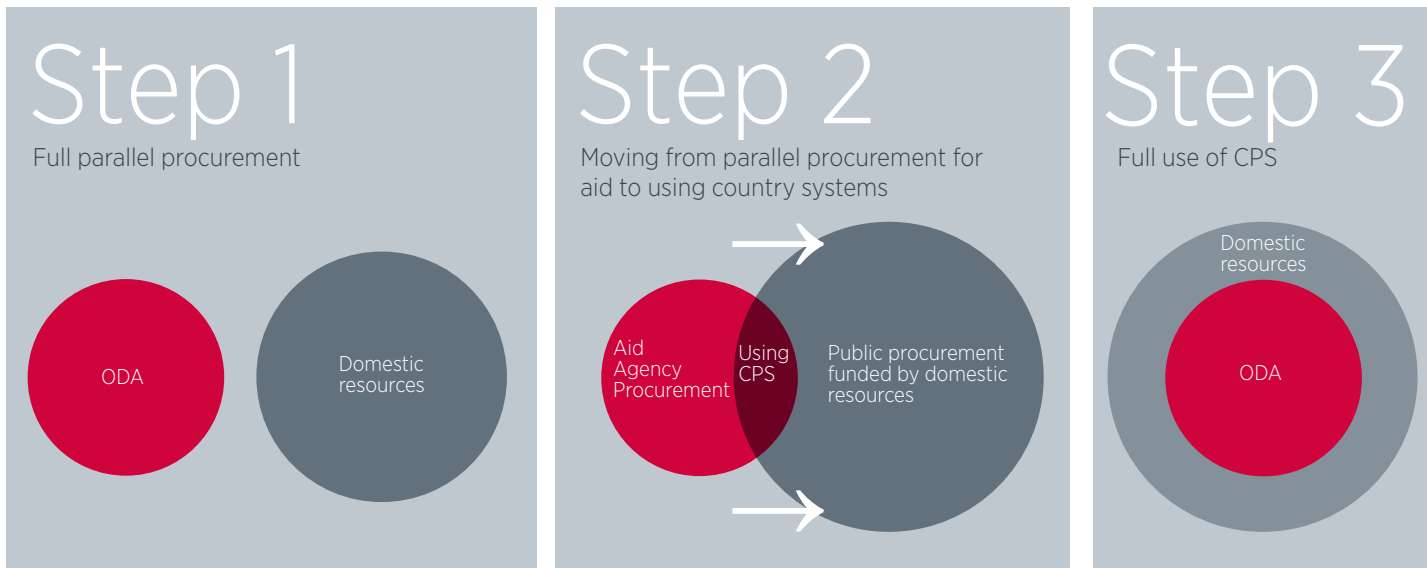 Step 1
Full parallel procurement
ODA
Domestic
resources
Step 2
Moving from parallel procurement for
aid to using country systems
Aid
Agency
Procurement
Using
CPS
Public procurement
funded by domestic
resources
Step 3
Full use of CPS
Domestic
resources
ODA